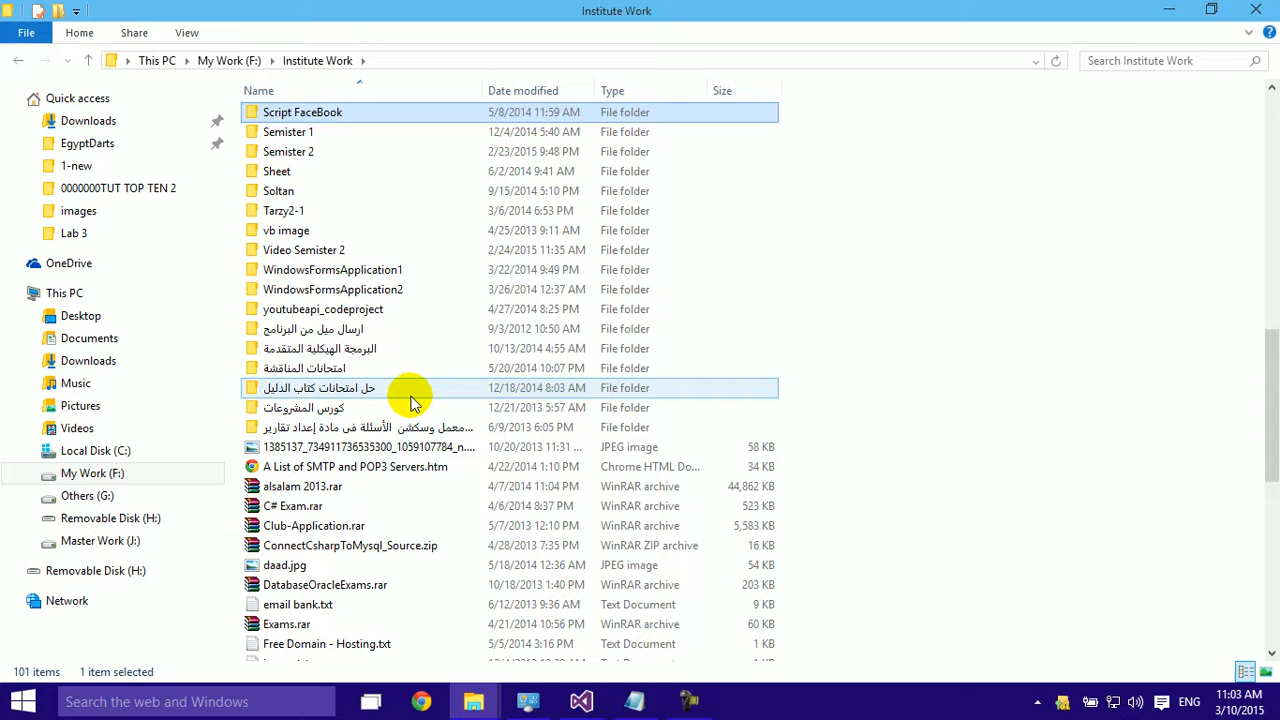 Institute Work
File Home Share View
This PC My Work (F:) Institute Work Search Institute Work
Name Date modified Type Size
Quick access
Downloads
EgyptDarts
1-new
0000000TUT TOP TEN 2
images
Lab 3
OneDrive
This PC
Desktop
Documents
Downloads
Music
Pictures
Videos
Local Disk (C:)
My Work (F:)
Others (G:)
Removable Disk (H:)
Master Work (J:)
Removable Disk (H:)
Network
Script FaceBook 5/8/2014 11:59 AM File folder
Semister 1 12/4/2014 5:40 AM File folder
Semister 2 2/23/2015 9:48 PM File folder
Sheet 6/2/2014 9:41 AM File folder
Soltan 9/15/2014 5:10 PM File folder
Tarzy2-1 3/6/2014 6:53 PM File folder
vb image 4/25/2013 9:11 AM File folder
Video Semister 2 2/24/2015 11:35 AM File folder
WindowsFormsApplication1 3/22/2014 9:49 PM File folder
WindowsFormsApplication2 3/26/2014 12:37 AM File folder
youtubeapi_codeproject 4/27/2014 8:25 PM File folder
ارسال ميل من البرنامج 9/3/2012 10:50 AM File folder
البرمجة الهيكلية المتقدمة 10/13/2014 4:55 AM File folder
امتحانات المناقشة 5/20/2014 10:07 PM File folder
حل امتحانات كتاب الدليل 12/18/2014 8:03 AM File folder
كورس المشروعات 12/21/2013 5:57 AM File folder
معمل وسكشن الأسئلة فى مادة إعداد تقارير... 6/9/2013 6:05 PM File folder
1385137_734911736535300_1059107784_n.... 10/20/2013 11:31 ... JPEG image 58 KB
A List of SMTP and POP3 Servers.htm 4/22/2014 1:10 PM Chrome HTML Do... 34 KB
alsalam 2013.rar 4/7/2014 11:04 PM WinRAR archive 44,862 KB
C# Exam.rar 4/6/2014 8:37 PM WinRAR archive 523 KB
Club-Application.rar 5/7/2013 12:10 PM WinRAR archive 5,583 KB
ConnectCsharpToMysql_Source.zip 4/28/2013 7:35 PM WinRAR ZIP archive 16 KB
daad.jpg 5/18/2014 12:36 AM JPEG image 54 KB
DatabaseOracleExams.rar 10/18/2013 1:40 PM WinRAR archive 203 KB
email bank.txt 6/12/2013 9:36 AM Text Document 9 KB
Exams.rar 4/21/2014 10:56 PM WinRAR archive 60 KB
Free Domain - Hosting.txt 5/5/2014 3:16 PM Text Document 1 KB
101 items 1 item selected
Search the web and Windows
ENG
11:03 AM
3/10/2015